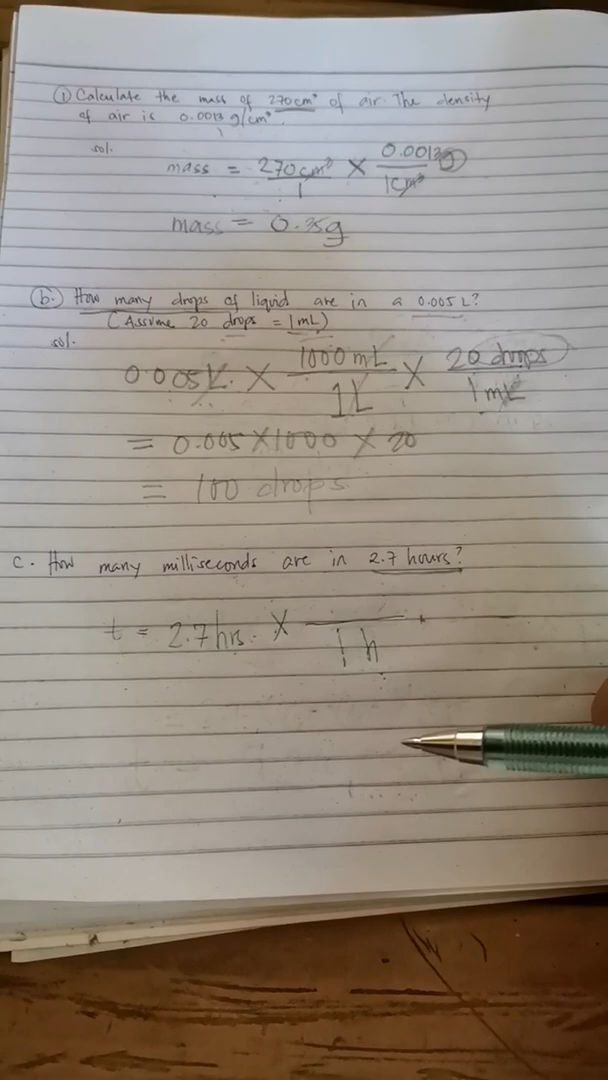 ① Calculate the mass of 270cm³ of air. The density
of air is 0.0013 g/cm³.
sol.
mass = 270cm³/1 × 0.0013g/1cm³
mass = 0.35g
b. How many drops of liquid are in a 0.005 L?
(Assume 20 drops = 1mL)
sol.
0.005L × 1000 mL/1L × 20 drops/1mL
= 0.005 × 1000 × 20
= 100 drops.
c. How many milliseconds are in 2.7 hours?
t = 2.7 hrs. × /1 h